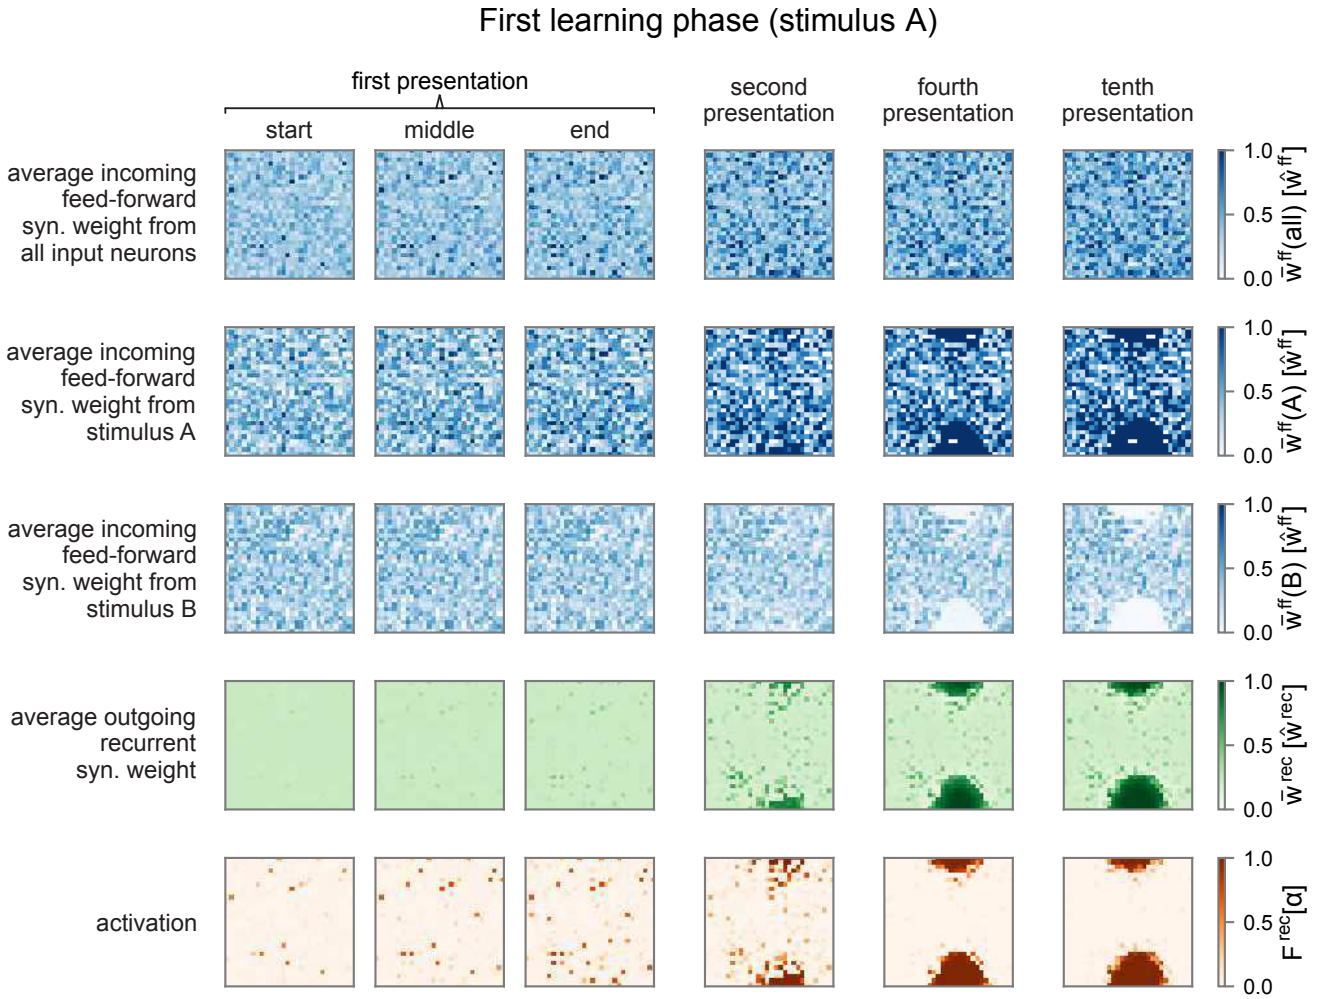 First learning phase (stimulus A)
first presentation
start
middle
end
second
presentation
fourth
presentation
tenth
presentation
average incoming
feed-forward
syn. weight from
all input neurons
1.0
0.5
0.0
w̄ᶠᶠ(all) [ŵᶠᶠ]
average incoming
feed-forward
syn. weight from
stimulus A
1.0
0.5
0.0
w̄ᶠᶠ(A) [ŵᶠᶠ]
average incoming
feed-forward
syn. weight from
stimulus B
1.0
0.5
0.0
w̄ᶠᶠ(B) [ŵᶠᶠ]
average outgoing
recurrent
syn. weight
1.0
0.5
0.0
w̄ʳᵉᶜ [ŵʳᵉᶜ]
activation
1.0
0.5
0.0
Fʳᵉᶜ[α]